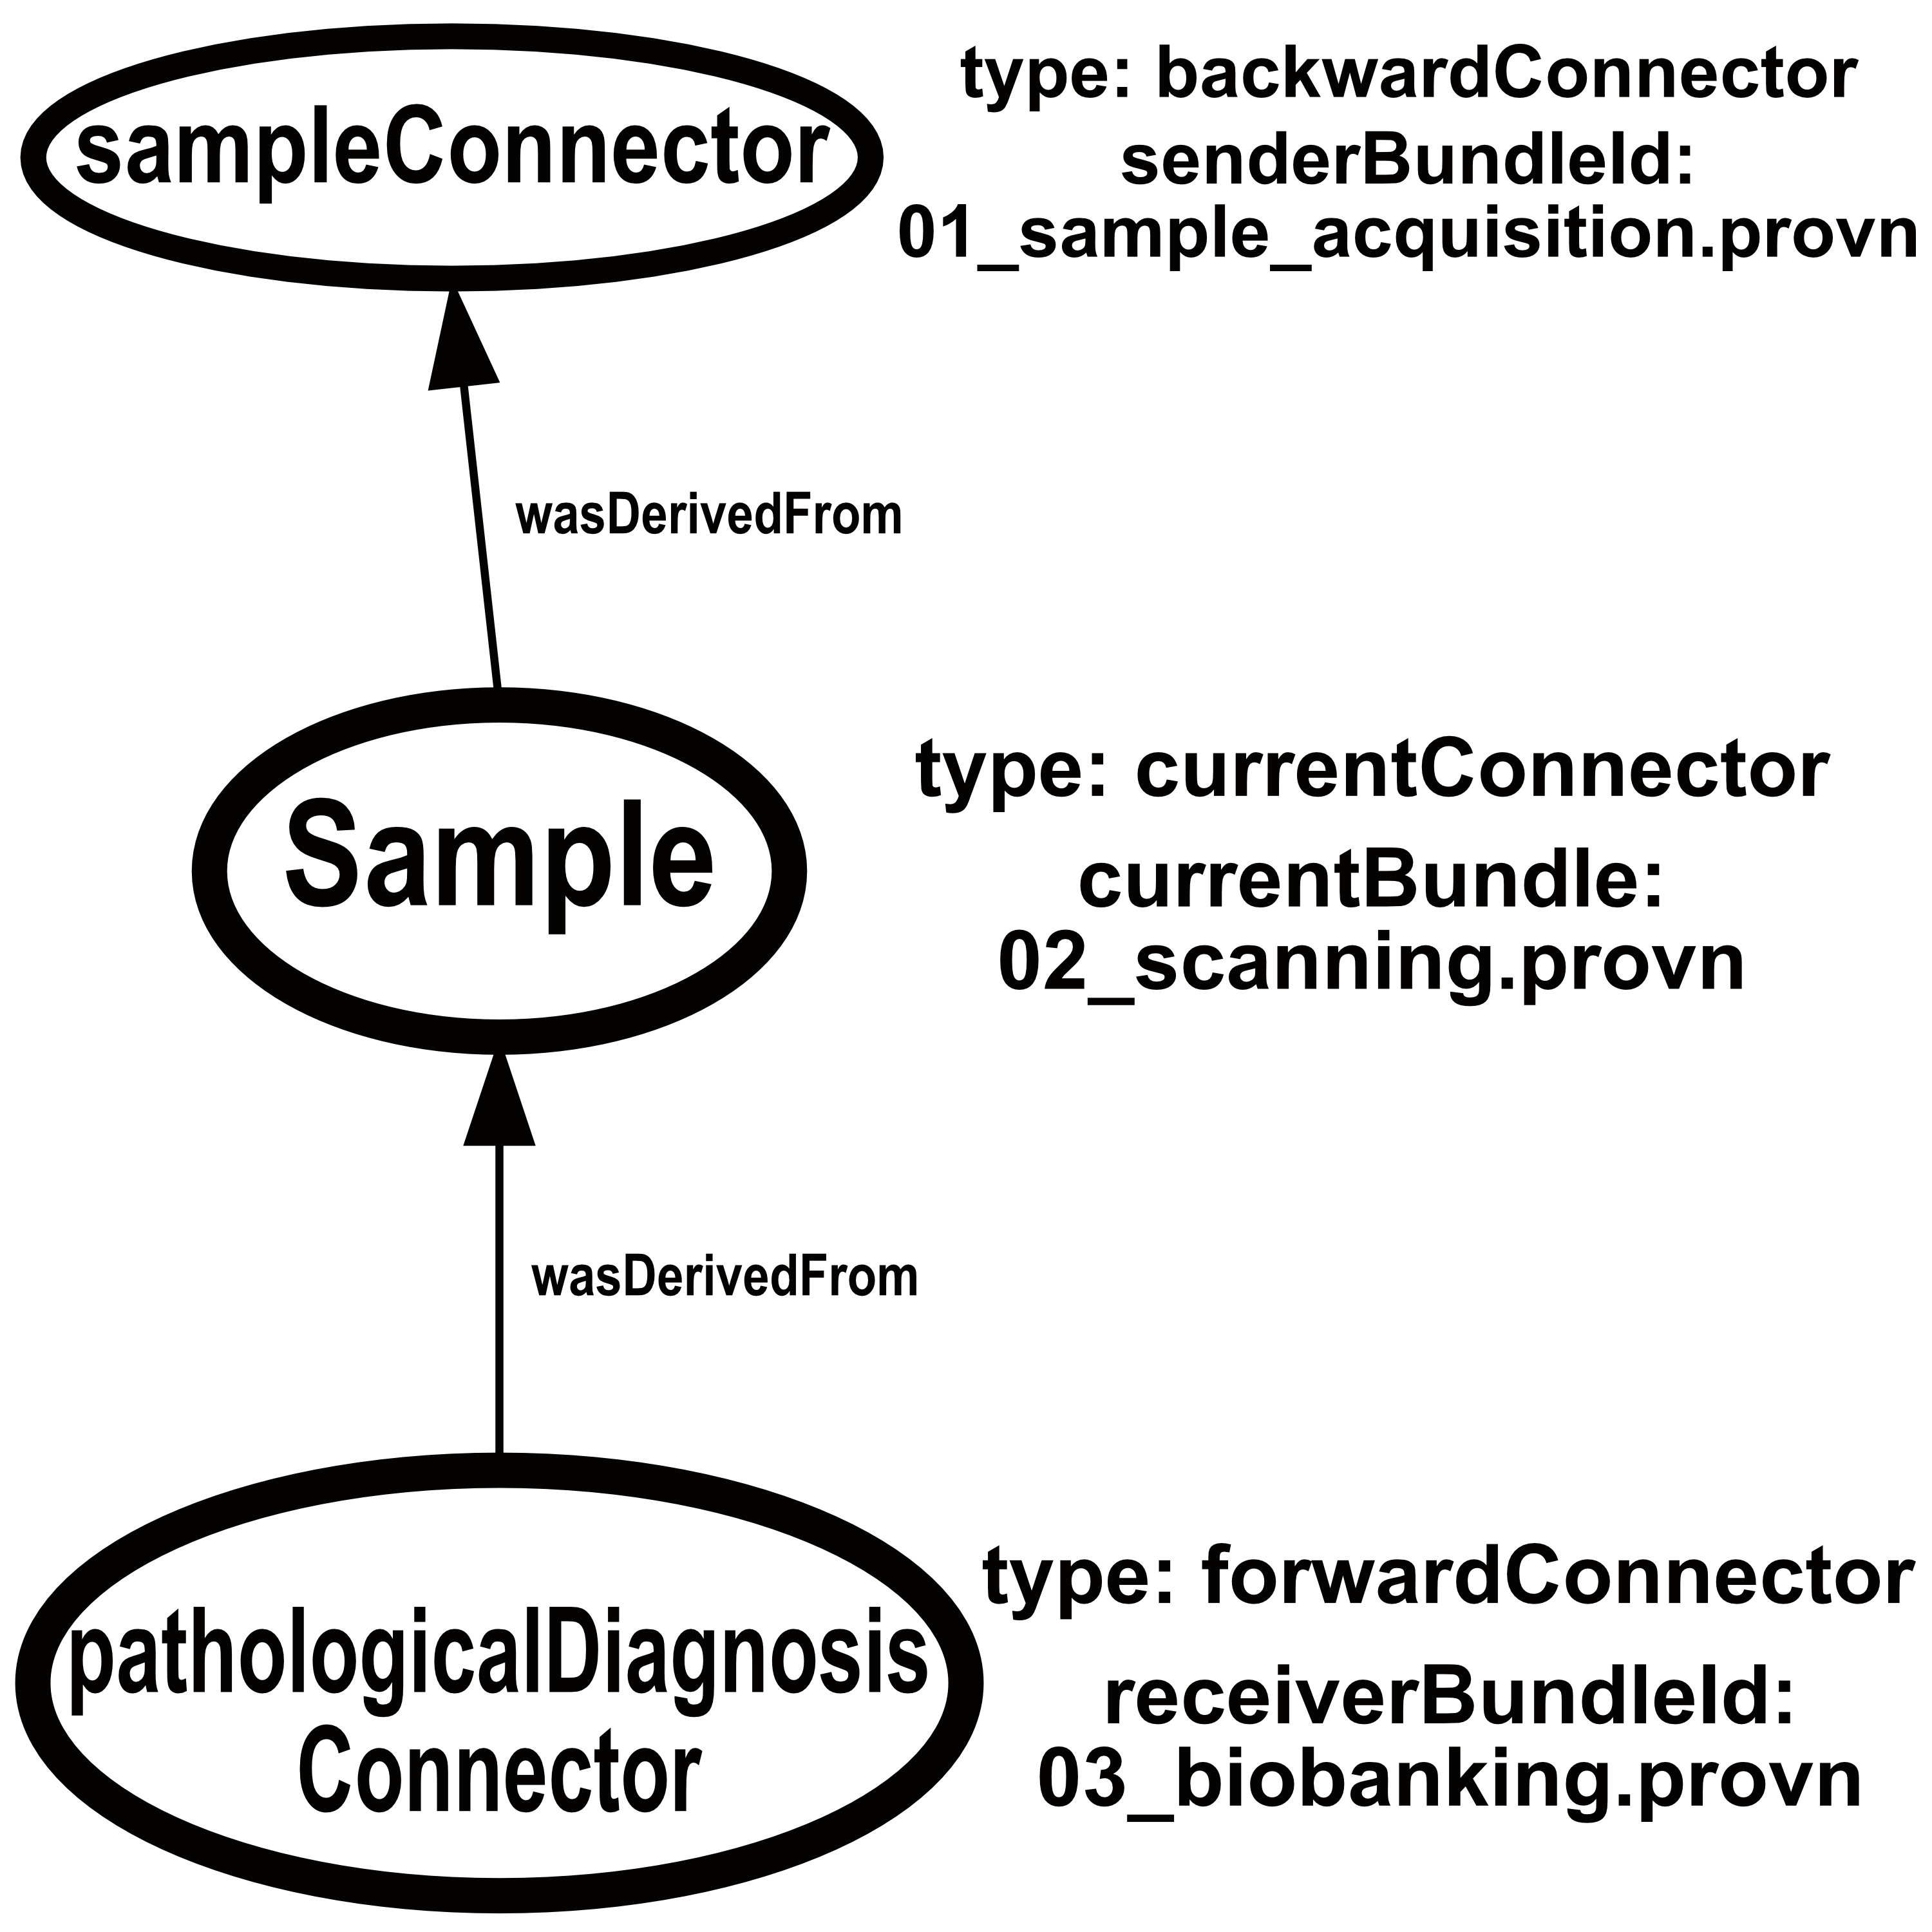 sampleConnector
type: backwardConnector
senderBundleId:
01_sample_acquisition.provn
wasDerivedFrom
Sample
type: currentConnector
currentBundle:
02_scanning.provn
wasDerivedFrom
pathologicalDiagnosis
Connector
type: forwardConnector
receiverBundleId:
03_biobanking.provn